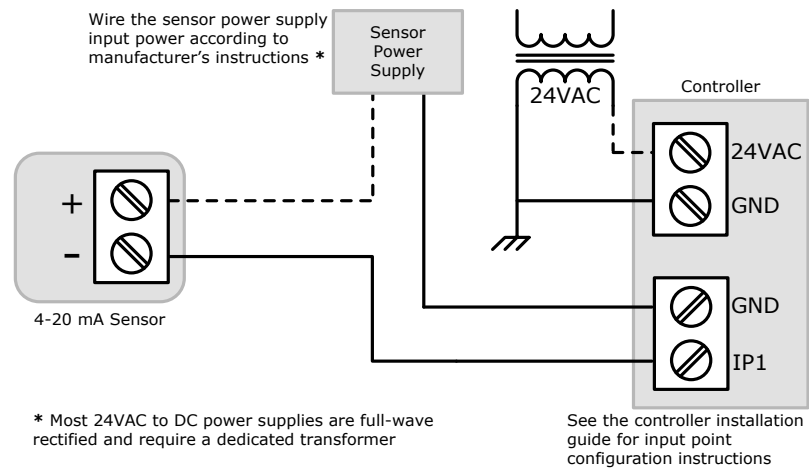 Wire the sensor power supply
input power according to
manufacturer's instructions *
Sensor
Power
Supply
24VAC
Controller
24VAC
GND
+
-
4-20 mA Sensor
GND
IP1
* Most 24VAC to DC power supplies are full-wave
rectified and require a dedicated transformer
See the controller installation
guide for input point
configuration instructions